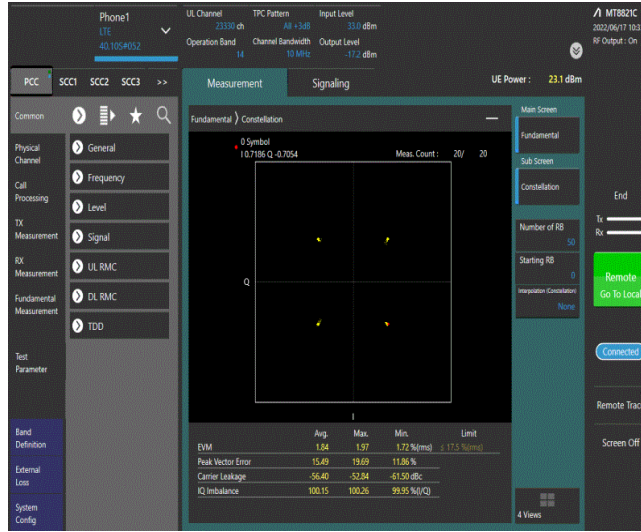 Phone1
LTE
40.10S#052
UL Channel TPC Pattern Input Level
23330 ch All +3dB 33.0 dBm
Operation Band Channel Bandwidth Output Level
14 10 MHz -17.2 dBm
MT8821C
2022/06/17 10:3
RF Output : On
PCC SCC1 SCC2 SCC3 >>
Measurement Signaling
UE Power : 23.1 dBm
Common
Physical
Channel
Call
Processing
TX
Measurement
RX
Measurement
Fundamental
Measurement
Test
Parameter
Band
Definition
External
Loss
System
Config
General
Frequency
Level
Signal
UL RMC
DL RMC
TDD
Fundamental > Constellation
0 Symbol
I 0.7186 Q -0.7054 Meas. Count : 20/ 20
Q
I
Avg. Max. Min. Limit
EVM 1.84 1.97 1.72 %(rms) ≤ 17.5 %(rms)
Peak Vector Error 15.49 19.69 11.86 %
Carrier Leakage -56.40 -52.84 -61.50 dBc
IQ Imbalance 100.15 100.26 99.95 %(I/Q)
Main Screen
Fundamental
Sub Screen
Constellation
Number of RB
50
Starting RB
0
Interpolation (Constellation)
None
4 Views
End
Tx
Rx
Remote
Go To Local
Connected
Remote Trac
Screen Off